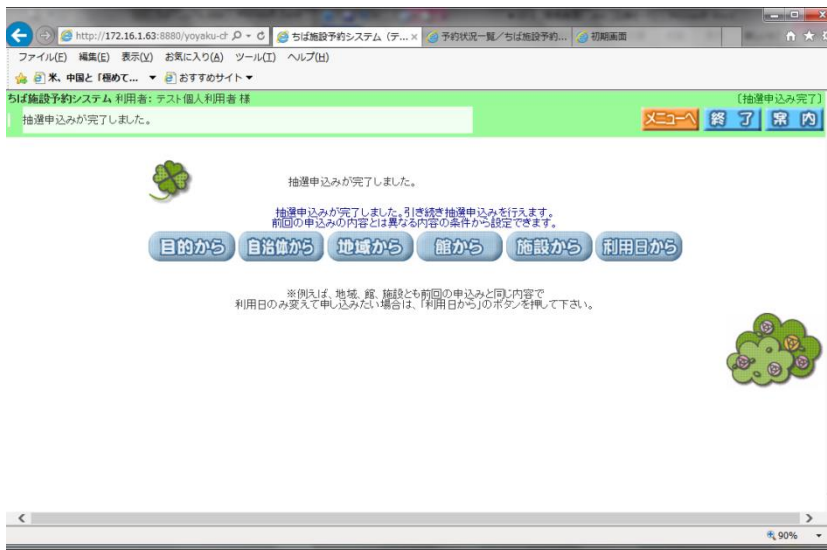 http://172.16.1.63:8880/yoyaku-ch
ちば施設予約システム（テ...
予約状況一覧／ちば施設予約...
初期画面
ファイル(F) 編集(E) 表示(V) お気に入り(A) ツール(T) ヘルプ(H)
米、中国と「極めて... おすすめサイト
ちば施設予約システム 利用者: テスト個人利用者 様 [抽選申込み完了]
抽選申込みが完了しました。
メニューへ 終了 案内
抽選申込みが完了しました。
抽選申込みが完了しました。引き続き抽選申込みを行えます。
前回の申込みの内容とは異なる内容の条件から設定できます。
目的から 自治体から 地域から 館から 施設から 利用日から
※例えば、地域、館、施設とも前回の申込みと同じ内容で
利用日のみ変えて申し込みたい場合は、「利用日から」のボタンを押して下さい。
90%